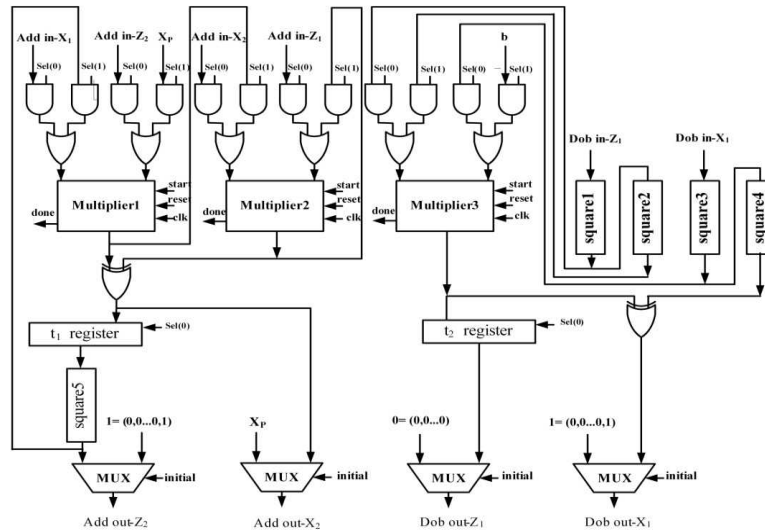 Add in-X₁ Add in-Z₂ X_P Add in-X₂ Add in-Z₁ b
Sel(0) Sel(1) Sel(0) Sel(1) Sel(0) Sel(1) Sel(0) Sel(1) Sel(0) Sel(1) Sel(0) Sel(1)
Dob in-Z₁ Dob in-X₁
square1 square2 square3 square4
Multiplier1 start reset clk done
Multiplier2 start reset clk done
Multiplier3 start reset clk done
t₁ register Sel(0)
t₂ register Sel(0)
square5
1= (0,0...0,1) X_P 0= (0,0...0) 1= (0,0...0,1)
MUX initial MUX initial MUX initial MUX initial
Add out-Z₂ Add out-X₂ Dob out-Z₁ Dob out-X₁